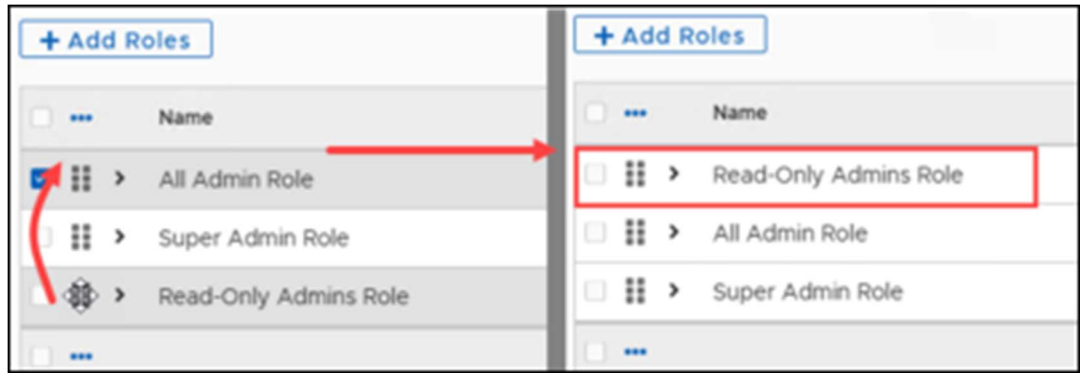 + Add Roles
Name
All Admin Role
Super Admin Role
Read-Only Admins Role
+ Add Roles
Name
Read-Only Admins Role
All Admin Role
Super Admin Role